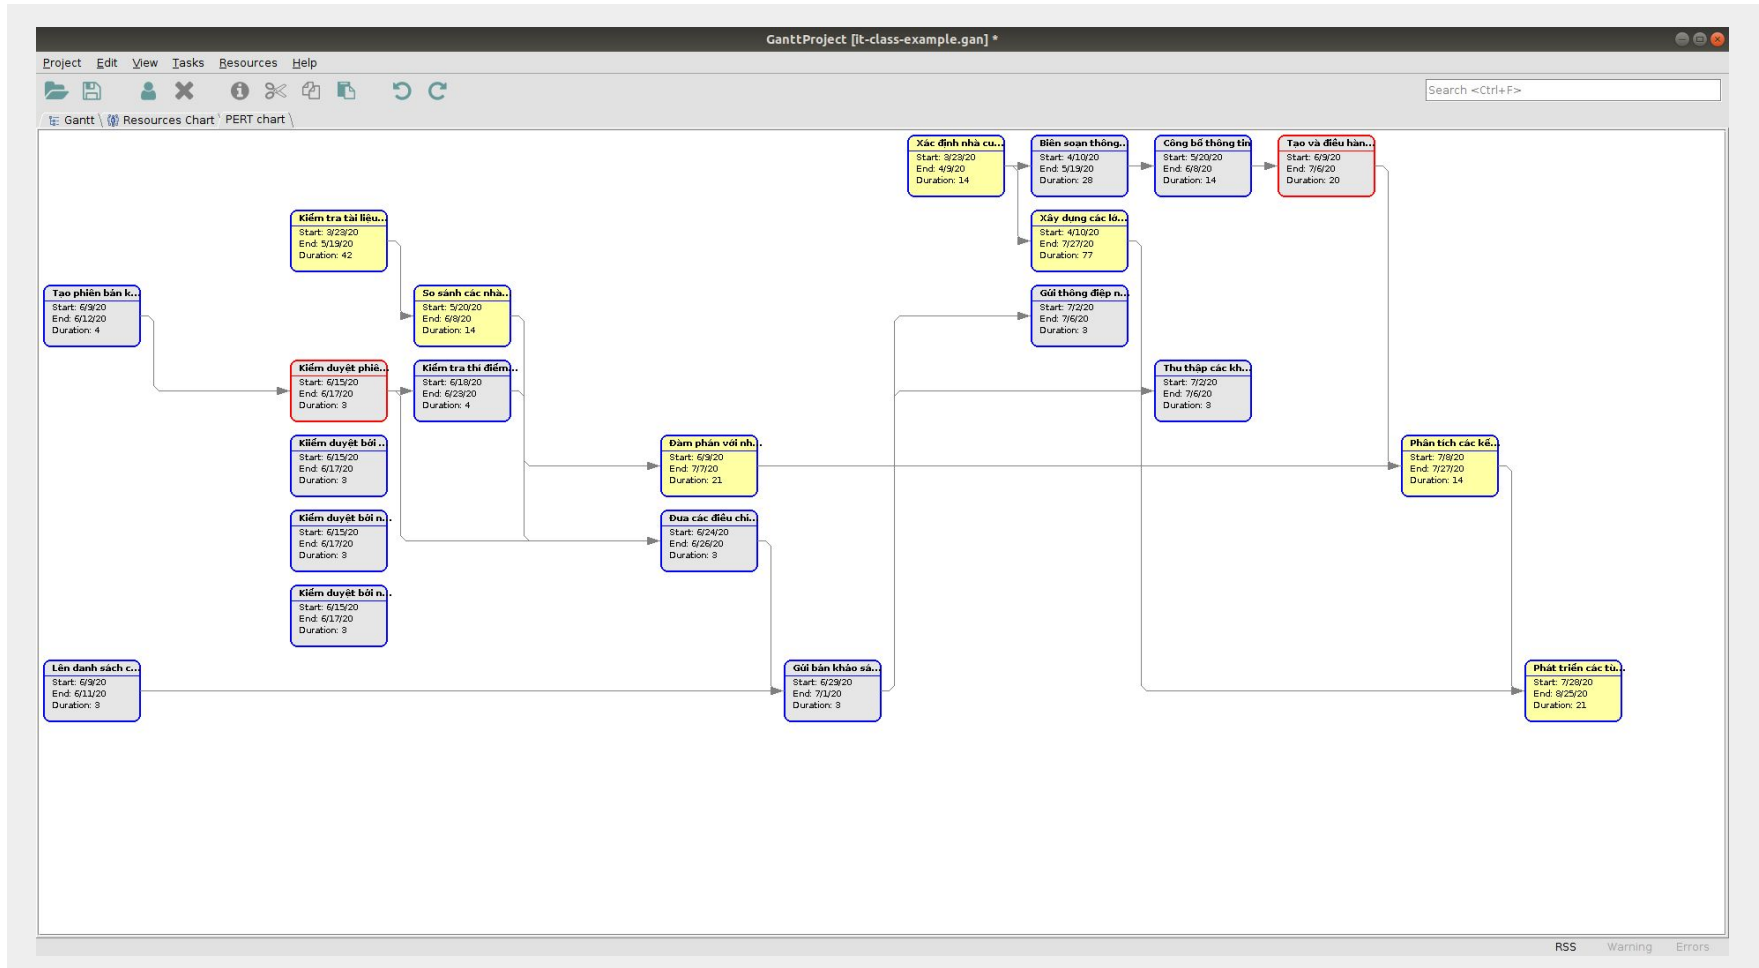 GanttProject [it-class-example.gan] *
Project Edit View Tasks Resources Help
Search <Ctrl+F>
Gantt Resources Chart PERT chart
Xác định nhà cu...
Start: 3/23/20
End: 4/9/20
Duration: 14
Biên soạn thông...
Start: 4/10/20
End: 5/19/20
Duration: 28
Công bố thông tin
Start: 5/20/20
End: 6/8/20
Duration: 14
Tạo và điều hàn...
Start: 6/9/20
End: 7/6/20
Duration: 20
Kiểm tra tài liệu...
Start: 3/23/20
End: 5/19/20
Duration: 42
Xây dựng các lớ...
Start: 4/10/20
End: 7/27/20
Duration: 77
Tạo phiên bản k...
Start: 6/9/20
End: 6/12/20
Duration: 4
So sánh các nhà...
Start: 5/20/20
End: 6/8/20
Duration: 14
Gửi thông điệp n...
Start: 7/2/20
End: 7/6/20
Duration: 3
Kiểm duyệt phiê...
Start: 6/15/20
End: 6/17/20
Duration: 3
Kiểm tra thí điểm...
Start: 6/18/20
End: 6/23/20
Duration: 4
Thu thập các kh...
Start: 7/2/20
End: 7/6/20
Duration: 3
Kiiểm duyệt bởi ...
Start: 6/15/20
End: 6/17/20
Duration: 3
Đàm phán với nh...
Start: 6/9/20
End: 7/7/20
Duration: 21
Phân tích các kế...
Start: 7/8/20
End: 7/27/20
Duration: 14
Kiểm duyệt bởi n...
Start: 6/15/20
End: 6/17/20
Duration: 3
Đưa các điều chỉ...
Start: 6/24/20
End: 6/26/20
Duration: 3
Kiểm duyệt bởi n...
Start: 6/15/20
End: 6/17/20
Duration: 3
Lên danh sách c...
Start: 6/9/20
End: 6/11/20
Duration: 3
Gửi bản khảo sá...
Start: 6/29/20
End: 7/1/20
Duration: 3
Phát triển các tù...
Start: 7/28/20
End: 8/25/20
Duration: 21
RSS Warning Errors